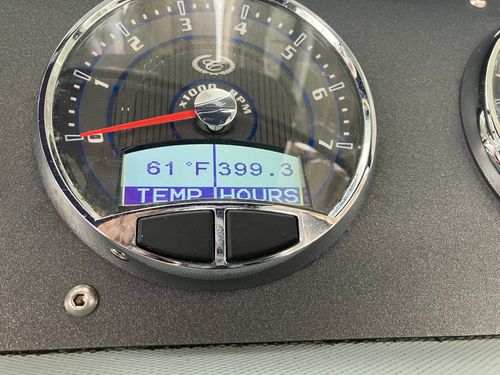 0 1 2 3 4 5 6 7
x1000 RPM
61 °F 399.3
TEMP HOURS